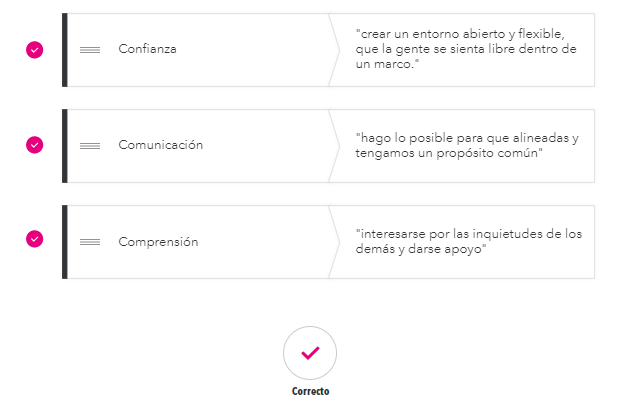 Confianza
"crear un entorno abierto y flexible,
que la gente se sienta libre dentro de
un marco."
Comunicación
"hago lo posible para que alineadas y
tengamos un propósito común"
Comprensión
"interesarse por las inquietudes de los
demás y darse apoyo"
Correcto